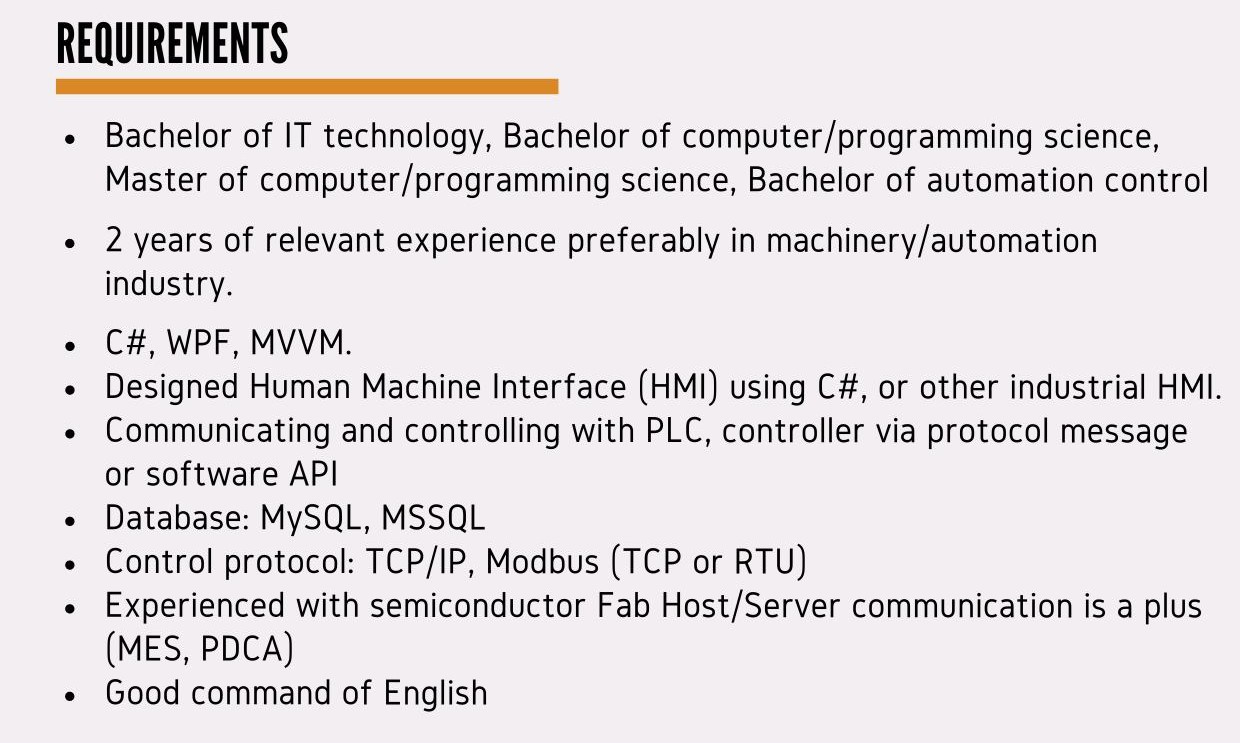 REQUIREMENTS
• Bachelor of IT technology, Bachelor of computer/programming science,
Master of computer/programming science, Bachelor of automation control
• 2 years of relevant experience preferably in machinery/automation
industry.
• C#, WPF, MVVM.
• Designed Human Machine Interface (HMI) using C#, or other industrial HMI.
• Communicating and controlling with PLC, controller via protocol message
or software API
• Database: MySQL, MSSQL
• Control protocol: TCP/IP, Modbus (TCP or RTU)
• Experienced with semiconductor Fab Host/Server communication is a plus
(MES, PDCA)
• Good command of English